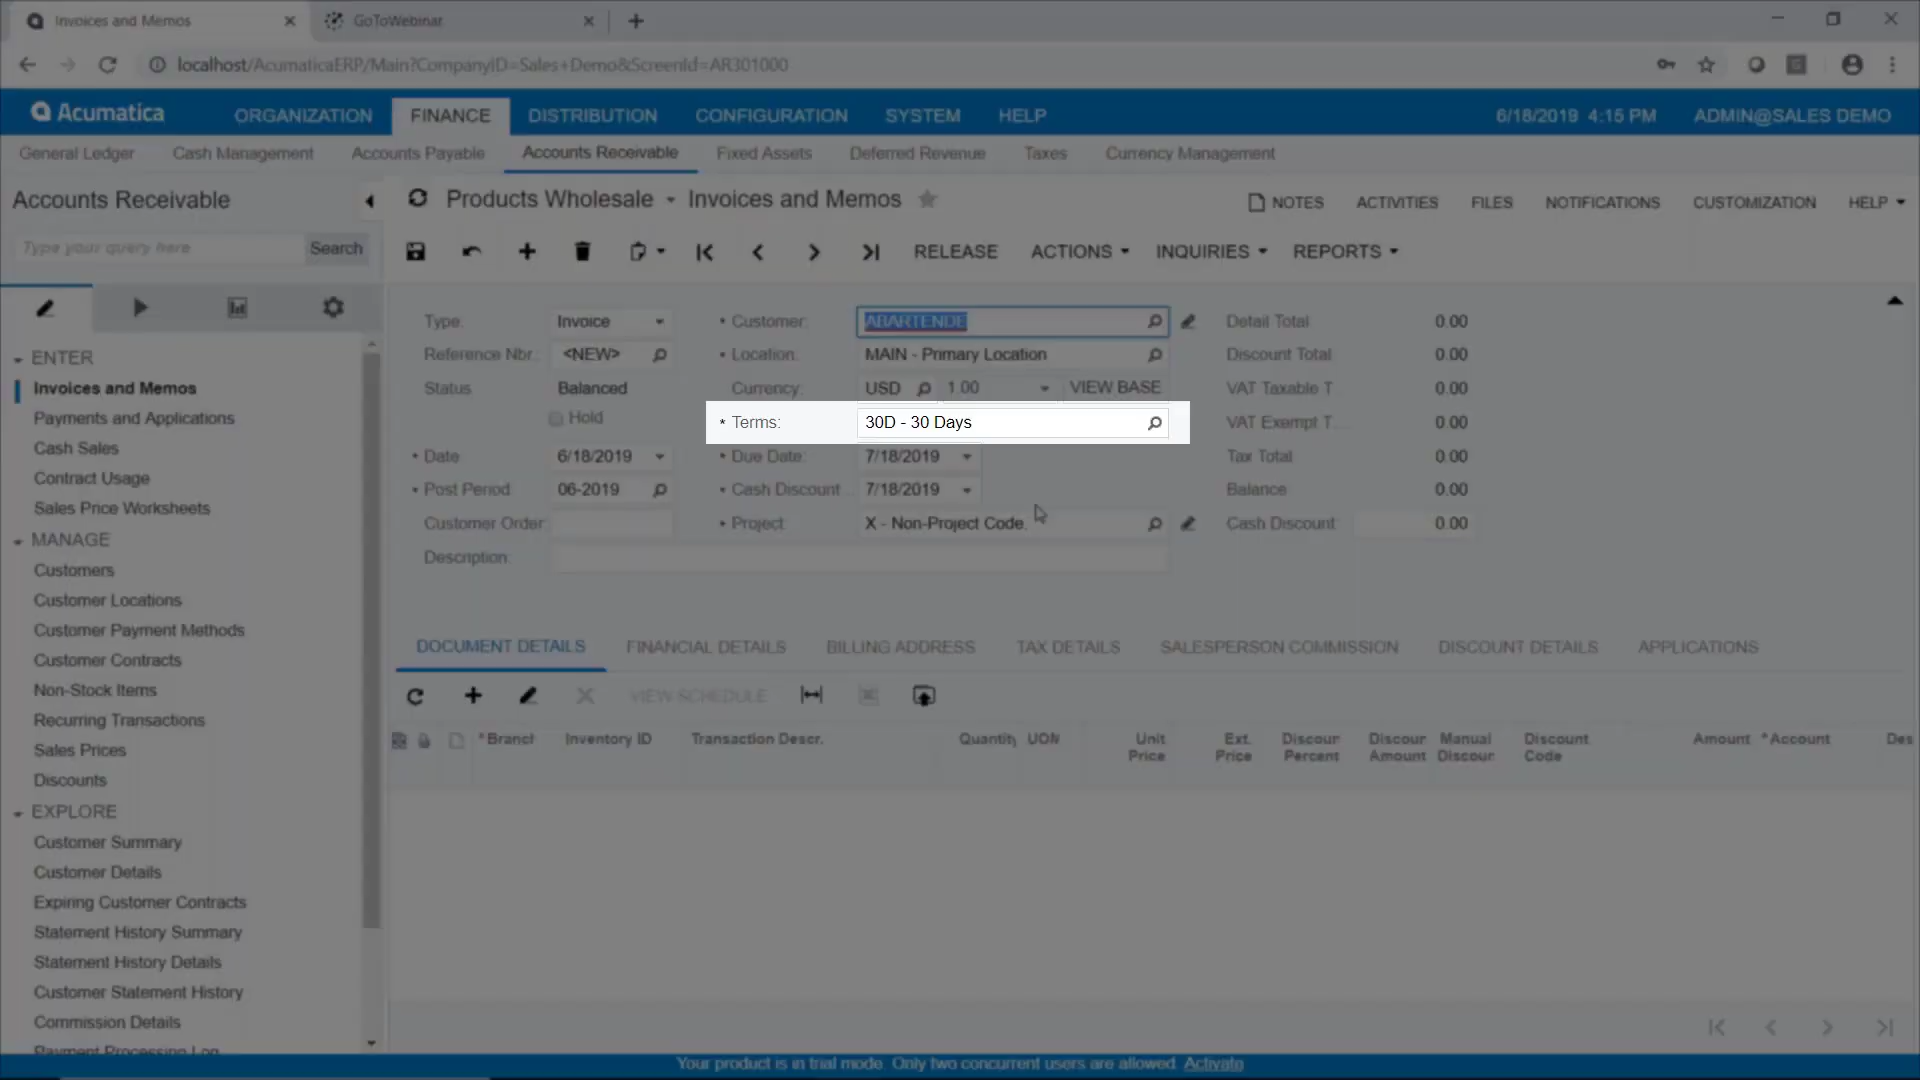 Invoices and Memos
GoToWebinar
localhost/AcumaticaERP/Main?CompanyID=Sales+Demo&ScreenId=AR301000
Acumatica
ORGANIZATION FINANCE DISTRIBUTION CONFIGURATION SYSTEM HELP
6/18/2019 4:15 PM ADMIN@SALES DEMO
General Ledger Cash Management Accounts Payable Accounts Receivable Fixed Assets Deferred Revenue Taxes Currency Management
Accounts Receivable
Products Wholesale Invoices and Memos
NOTES ACTIVITIES FILES NOTIFICATIONS CUSTOMIZATION HELP
Type your query here Search
RELEASE ACTIONS INQUIRIES REPORTS
ENTER
Invoices and Memos
Payments and Applications
Cash Sales
Contract Usage
Sales Price Worksheets
MANAGE
Customers
Customer Locations
Customer Payment Methods
Customer Contracts
Non-Stock Items
Recurring Transactions
Sales Prices
Discounts
EXPLORE
Customer Summary
Customer Details
Expiring Customer Contracts
Statement History Summary
Statement History Details
Customer Statement History
Commission Details
Payment Processing Log
Type: Invoice
Reference Nbr.: <NEW>
Status Balanced
Hold
* Date 6/18/2019
* Post Period: 06-2019
Customer Order
Description:
* Customer: ABARTENDE
* Location: MAIN - Primary Location
Currency: USD 1.00 VIEW BASE
* Terms: 30D - 30 Days
* Due Date: 7/18/2019
* Cash Discount... 7/18/2019
* Project: X - Non-Project Code.
Detail Total 0.00
Discount Total 0.00
VAT Taxable T... 0.00
VAT Exempt T... 0.00
Tax Total 0.00
Balance: 0.00
Cash Discount: 0.00
DOCUMENT DETAILS FINANCIAL DETAILS BILLING ADDRESS TAX DETAILS SALESPERSON COMMISSION DISCOUNT DETAILS APPLICATIONS
VIEW SCHEDULE
*Branch Inventory ID Transaction Descr. Quantity UOM Unit Price Ext. Price Discoun Percent Discoun Amount Manual Discoun Discount Code Amount *Account Des
Your product is in trial mode. Only two concurrent users are allowed. Activate